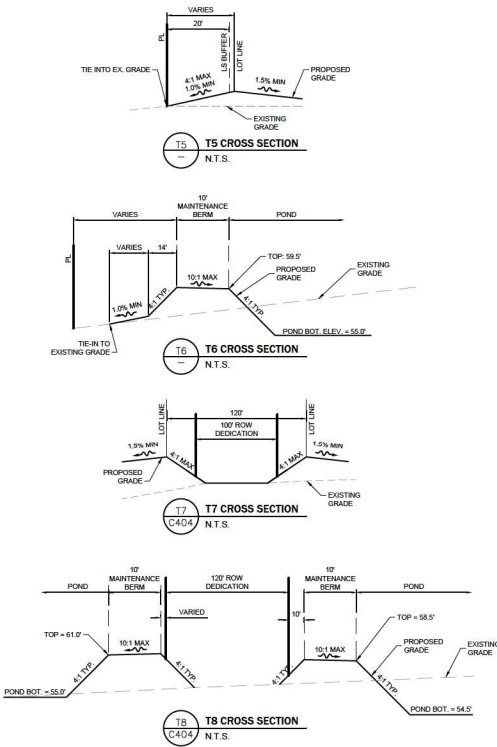 VARIES
20'
PL
LS BUFFER
LOT LINE
TIE INTO EX. GRADE
4:1 MAX
1.0% MIN
1.5% MIN
PROPOSED
GRADE
EXISTING
GRADE
T5
–
T5 CROSS SECTION
N.T.S.
10'
MAINTENANCE
BERM
VARIES
POND
PL
VARIES
14'
TOP: 59.5'
PROPOSED
GRADE
EXISTING
GRADE
10:1 MAX
1.0% MIN
4:1 TYP.
4:1 TYP.
POND BOT. ELEV. = 55.0'
TIE-IN TO
EXISTING GRADE
T6
–
T6 CROSS SECTION
N.T.S.
LOT LINE
120'
LOT LINE
100' ROW
DEDICATION
1.5% MIN
1.5% MIN
4:1 MAX
4:1 MAX
PROPOSED
GRADE
EXISTING
GRADE
T7
C404
T7 CROSS SECTION
N.T.S.
10'
MAINTENANCE
BERM
POND
120' ROW
DEDICATION
10'
MAINTENANCE
BERM
POND
VARIED
10'
TOP = 61.0'
TOP = 58.5'
10:1 MAX
10:1 MAX
PROPOSED
GRADE
EXISTING
GRADE
4:1 TYP.
4:1 TYP.
4:1 TYP.
4:1 TYP.
POND BOT. = 55.0'
POND BOT. = 54.5'
T8
C404
T8 CROSS SECTION
N.T.S.